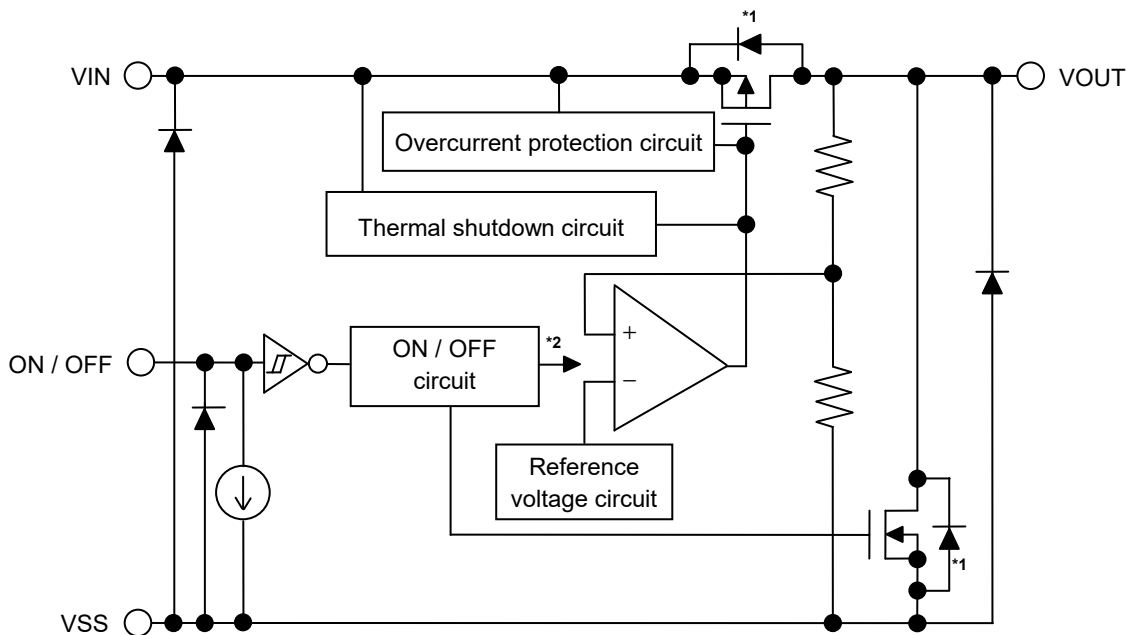 *1
VIN
VOUT
Overcurrent protection circuit
Thermal shutdown circuit
ON / OFF
ON / OFF
circuit
*2
+
−
Reference
voltage circuit
*1
VSS